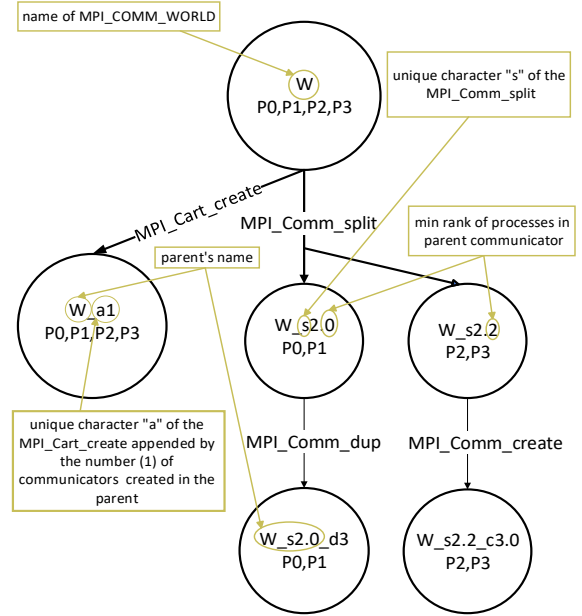 name of MPI_COMM_WORLD
unique character "s" of the
MPI_Comm_split
W
P0,P1,P2,P3
MPI_Cart_create
MPI_Comm_split
min rank of processes in
parent communicator
parent's name
W_a1
P0,P1,P2,P3
W_s2.0
P0,P1
W_s2.2
P2,P3
unique character "a" of the
MPI_Cart_create appended by
the number (1) of
communicators created in the
parent
MPI_Comm_dup
MPI_Comm_create
W_s2.0_d3
P0,P1
W_s2.2_c3.0
P2,P3